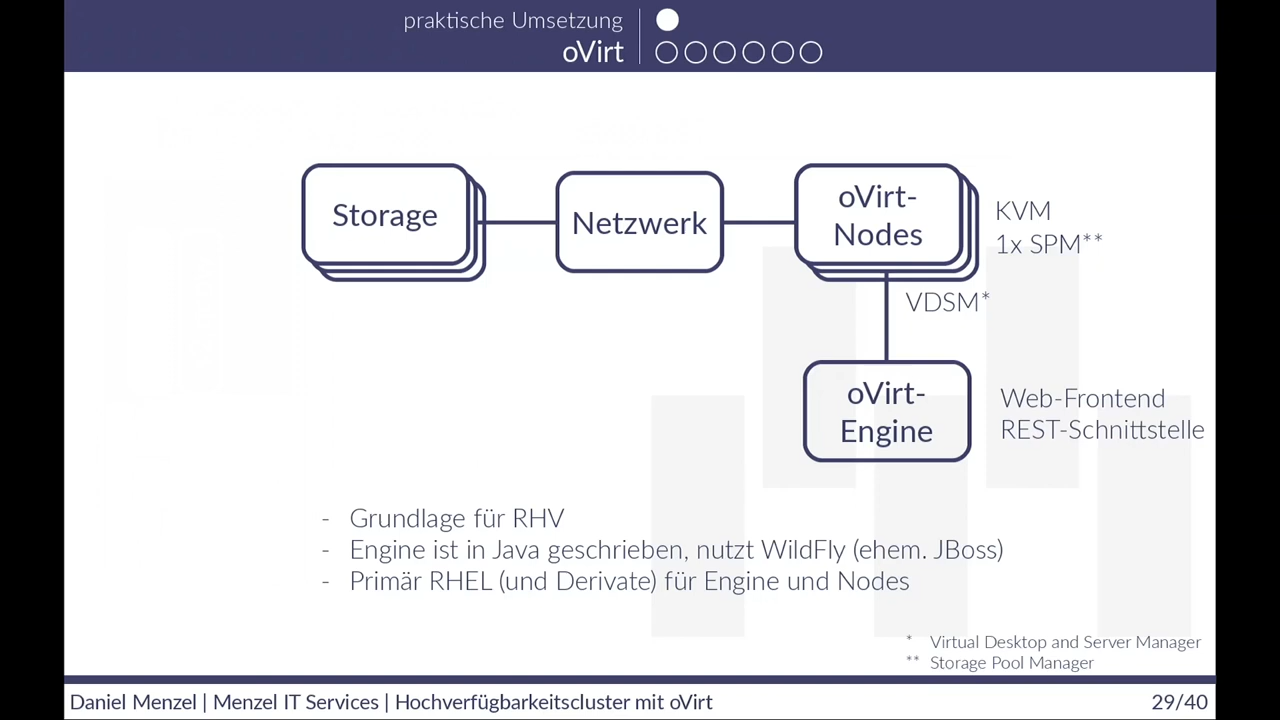 praktische Umsetzung
oVirt
Storage
Netzwerk
oVirt-
Nodes
KVM
1x SPM**
VDSM*
oVirt-
Engine
Web-Frontend
REST-Schnittstelle
- Grundlage für RHV
- Engine ist in Java geschrieben, nutzt WildFly (ehem. JBoss)
- Primär RHEL (und Derivate) für Engine und Nodes
* Virtual Desktop and Server Manager
** Storage Pool Manager
Daniel Menzel | Menzel IT Services | Hochverfügbarkeitscluster mit oVirt 29/40